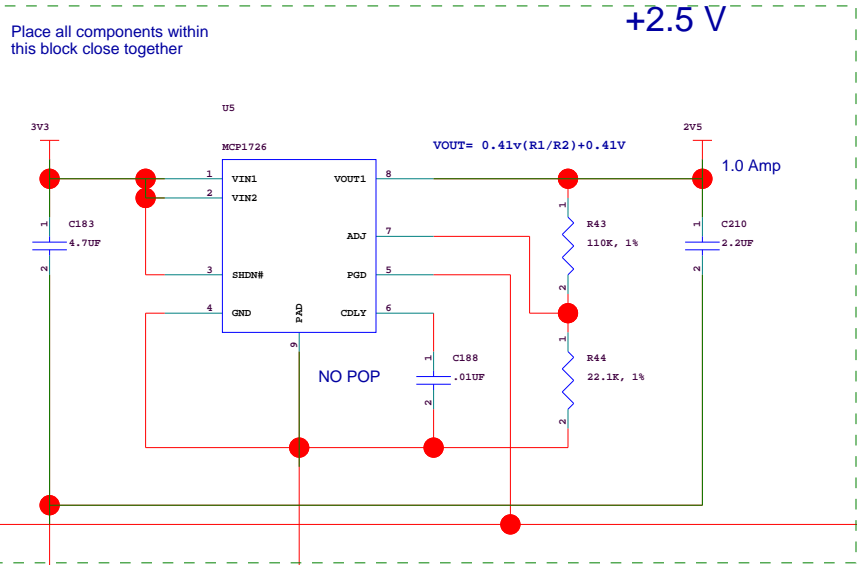 +2.5 V
Place all components within
this block close together
U5
3V3
2V5
MCP1726
VOUT= 0.41v(R1/R2)+0.41V
1.0 Amp
1
VIN1
VOUT1
8
2
VIN2
1
C183
4.7UF
2
ADJ
7
1
R43
110K, 1%
2
1
C210
2.2UF
2
3
SHDN#
PGD
5
4
GND
PAD
CDLY
6
9
NO POP
1
C188
.01UF
2
1
R44
22.1K, 1%
2